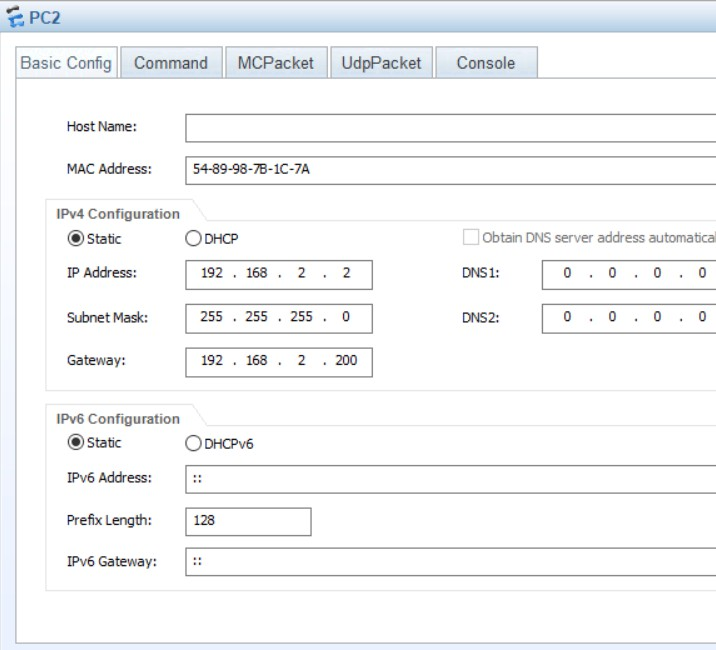 PC2
Basic Config Command MCPacket UdpPacket Console
Host Name:
MAC Address: 54-89-98-7B-1C-7A
IPv4 Configuration
Static DHCP Obtain DNS server address automatical
IP Address: 192 . 168 . 2 . 2 DNS1: 0 . 0 . 0 . 0
Subnet Mask: 255 . 255 . 255 . 0 DNS2: 0 . 0 . 0 . 0
Gateway: 192 . 168 . 2 . 200
IPv6 Configuration
Static DHCPv6
IPv6 Address: ::
Prefix Length: 128
IPv6 Gateway: ::